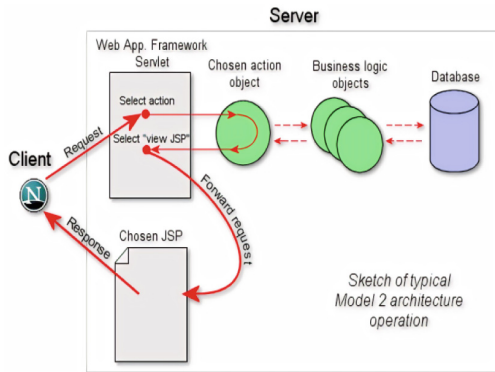 Server
Web App. Framework
Servlet
Chosen action
object
Business logic
objects
Database
Select action
Select "view JSP"
Request
Client
N
Forward request
Response
Chosen JSP
Sketch of typical
Model 2 architecture
operation